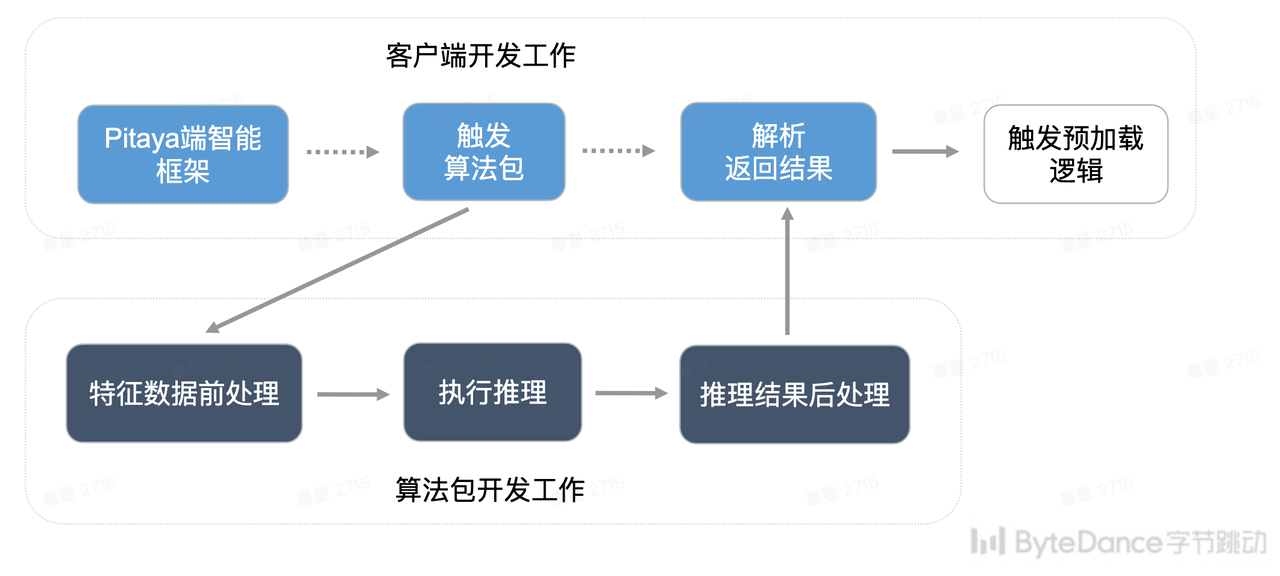 客户端开发工作
Pitaya端智能
框架
触发
算法包
解析
返回结果
触发预加载
逻辑
特征数据前处理
执行推理
推理结果后处理
算法包开发工作
ByteDance字节跳动